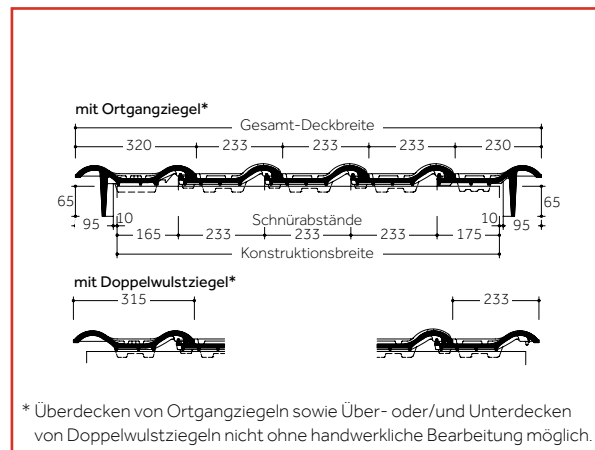 mit Ortgangziegel*
Gesamt-Deckbreite
320 233 233 233 230
65 65
95 10 Schnürabstände 10 95
165 233 233 233 175
Konstruktionsbreite
mit Doppelwulstziegel*
315 233
* Überdecken von Ortgangziegeln sowie Über- oder/und Unterdecken
von Doppelwulstziegeln nicht ohne handwerkliche Bearbeitung möglich.